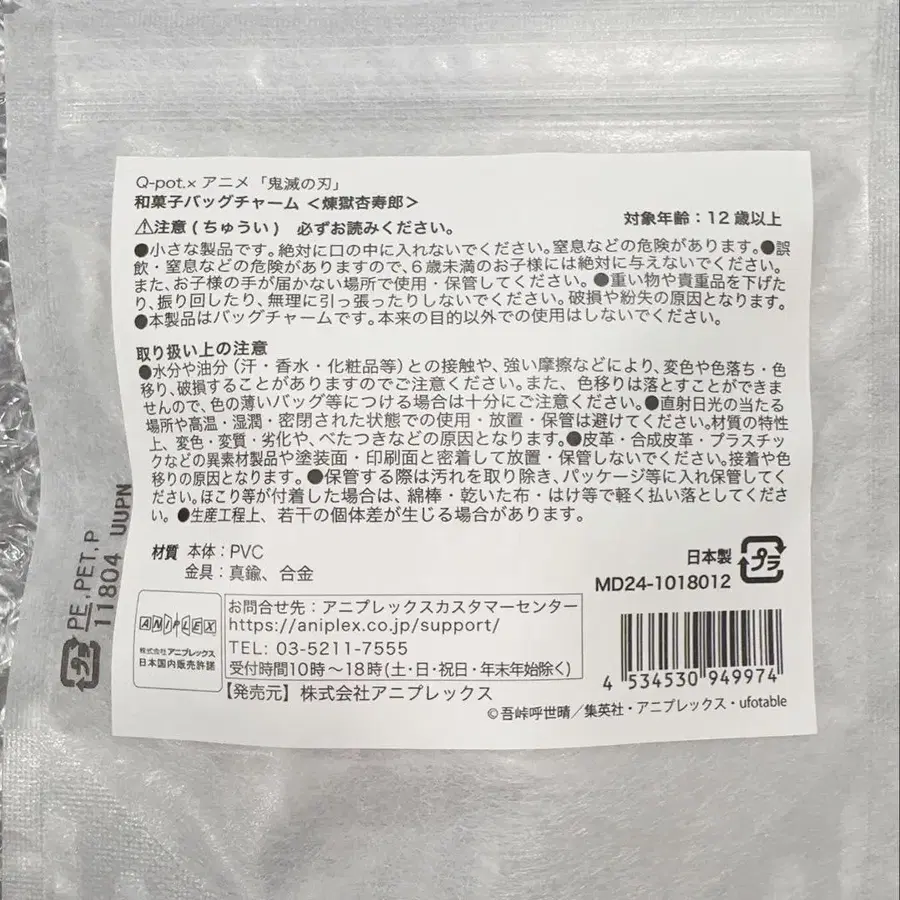 Q-pot.× アニメ「鬼滅の刃」
和菓子バッグチャーム ＜煉獄杏寿郎＞
⚠注意（ちゅうい） 必ずお読みください。
対象年齢：12歳以上
●小さな製品です。絶対に口の中に入れないでください。窒息などの危険があります。●誤
飲・窒息などの危険がありますので、6歳未満のお子様には絶対に与えないでください。
また、お子様の手が届かない場所で使用・保管してください。●重い物や貴重品を下げた
り、振り回したり、無理に引っ張ったりしないでください。破損や紛失の原因となります。
●本製品はバッグチャームです。本来の目的以外での使用はしないでください。
取り扱い上の注意
●水分や油分（汗・香水・化粧品等）との接触や、強い摩擦などにより、変色や色落ち・色
移り、破損することがありますのでご注意ください。また、色移りは落とすことができま
せんので、色の薄いバッグ等につける場合は十分にご注意ください。●直射日光の当たる
場所や高温・湿潤・密閉された状態での使用・放置・保管は避けてください。材質の特性
上、変色・変質・劣化や、べたつきなどの原因となります。●皮革・合成皮革・プラスチッ
クなどの異素材製品や塗装面・印刷面と密着して放置・保管しないでください。接着や色
移りの原因となります。●保管する際は汚れを取り除き、パッケージ等に入れ保管してく
ださい。ほこり等が付着した場合は、綿棒・乾いた布・はけ等で軽く払い落としてくださ
い。●生産工程上、若干の個体差が生じる場合があります。
材質 本体：PVC
金具：真鍮、合金
日本製
プラ
MD24-1018012
ANIPLEX
株式会社アニプレックス
日本国内販売許諾
お問合せ先：アニプレックスカスタマーセンター
https://aniplex.co.jp/support/
TEL: 03-5211-7555
受付時間10時～18時(土・日・祝日・年末年始除く)
【発売元】株式会社アニプレックス
4 534530 949974
©吾峠呼世晴／集英社・アニプレックス・ufotable
プラ
PE,PET,P
11804 UUPN